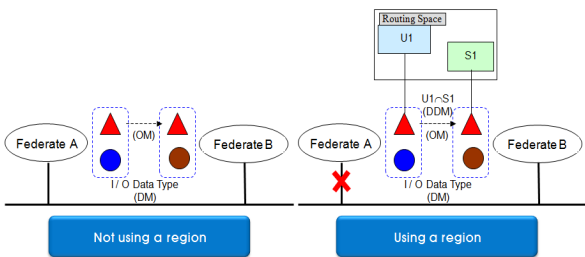 Routing Space
U1
S1
U1∩S1
(DDM)
(OM)
(OM)
Federate A
Federate B
Federate A
Federate B
I / O Data Type
(DM)
I / O Data Type
(DM)
Not using a region
Using a region